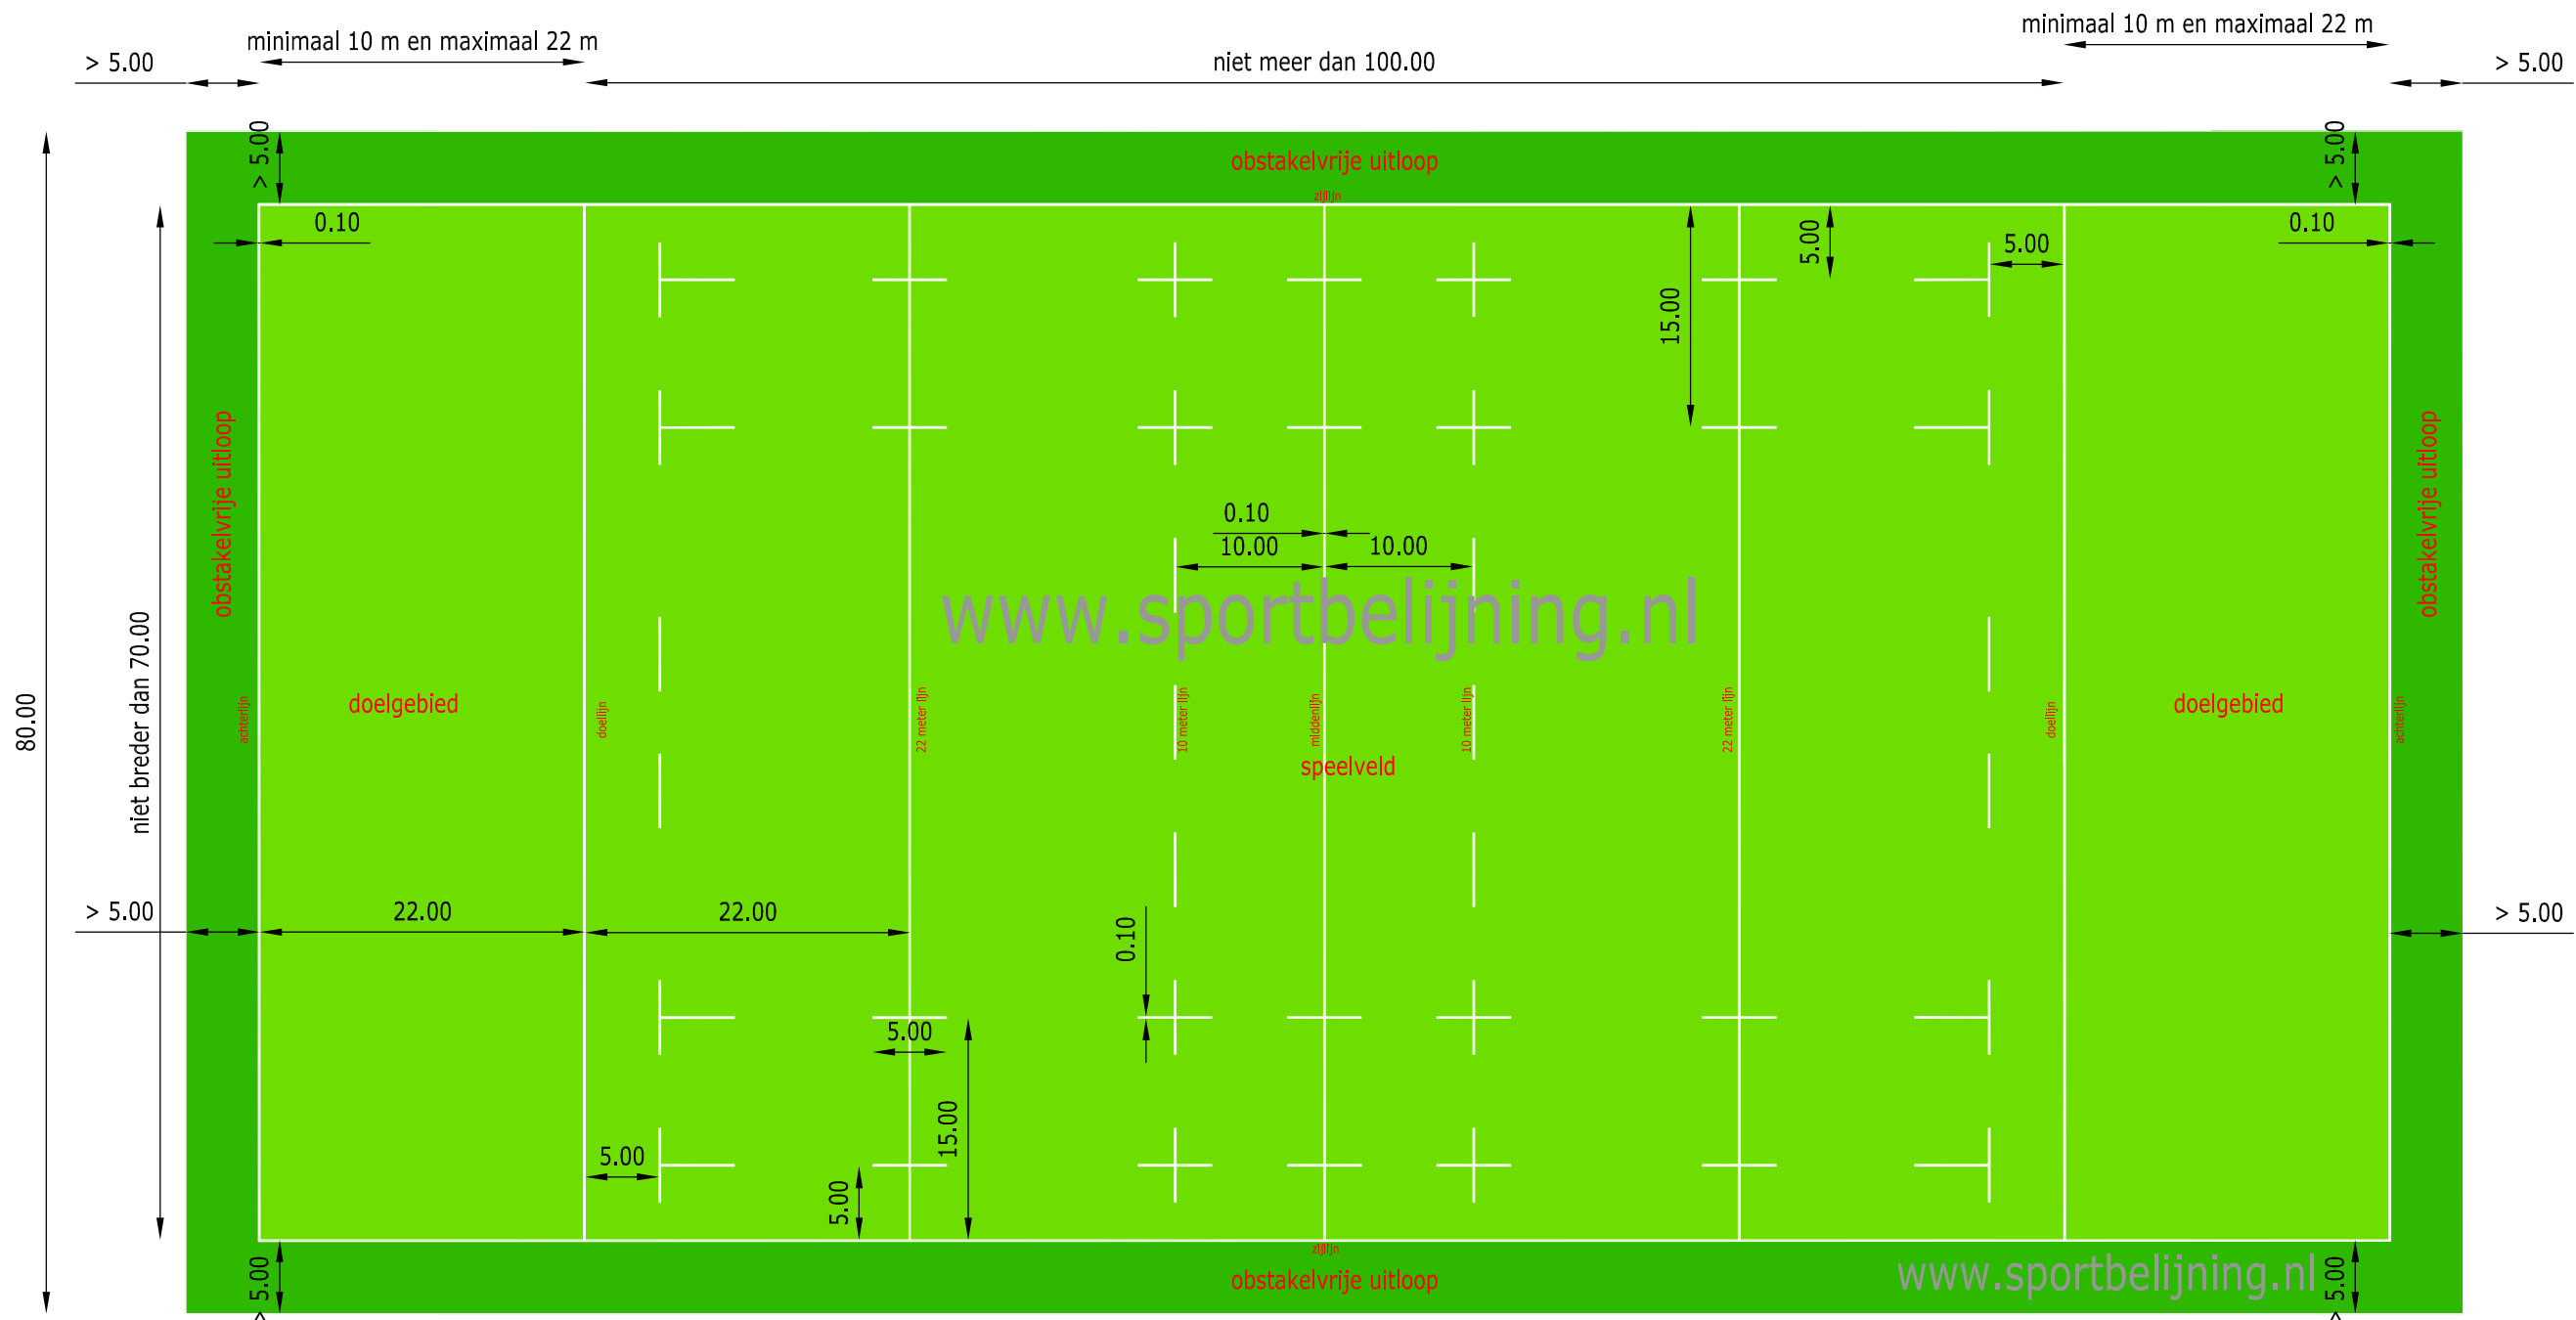 minimaal 10 m en maximaal 22 m
minimaal 10 m en maximaal 22 m
> 5.00
niet meer dan 100.00
> 5.00
> 5.00
obstakelvrije uitloop
> 5.00
zijlijn
0.10
0.10
5.00
5.00
15.00
obstakelvrije uitloop
obstakelvrije uitloop
0.10
10.00
10.00
www.sportbelijning.nl
80.00
niet breder dan 70.00
achterlijn
doelgebied
doellijn
22 meter lijn
10 meter lijn
middenlijn
10 meter lijn
22 meter lijn
doellijn
doelgebied
achterlijn
speelveld
> 5.00
22.00
22.00
> 5.00
0.10
5.00
15.00
5.00
5.00
zijlijn
> 5.00
obstakelvrije uitloop
www.sportbelijning.nl
> 5.00